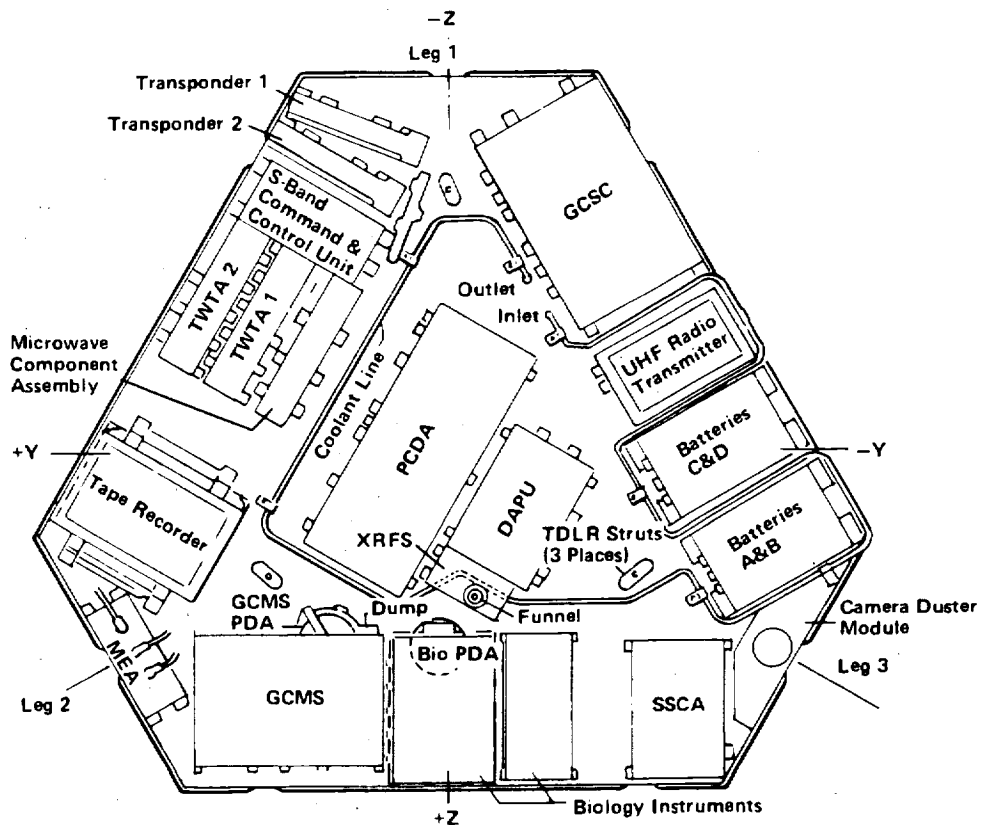 −Z
Leg 1
Transponder 1
Transponder 2
S-Band
Command &
Control Unit
GCSC
TWTA 2
TWTA 1
Outlet
Inlet
UHF Radio
Transmitter
Microwave
Component
Assembly
Coolant Line
PCDA
Batteries
C&D
+Y
−Y
Tape Recorder
DAPU
Batteries
A&B
XRFS
TDLR Struts
(3 Places)
GCMS
PDA
Dump
Funnel
Camera Duster
Module
MEA
Bio PDA
Leg 3
Leg 2
GCMS
SSCA
+Z
Biology Instruments